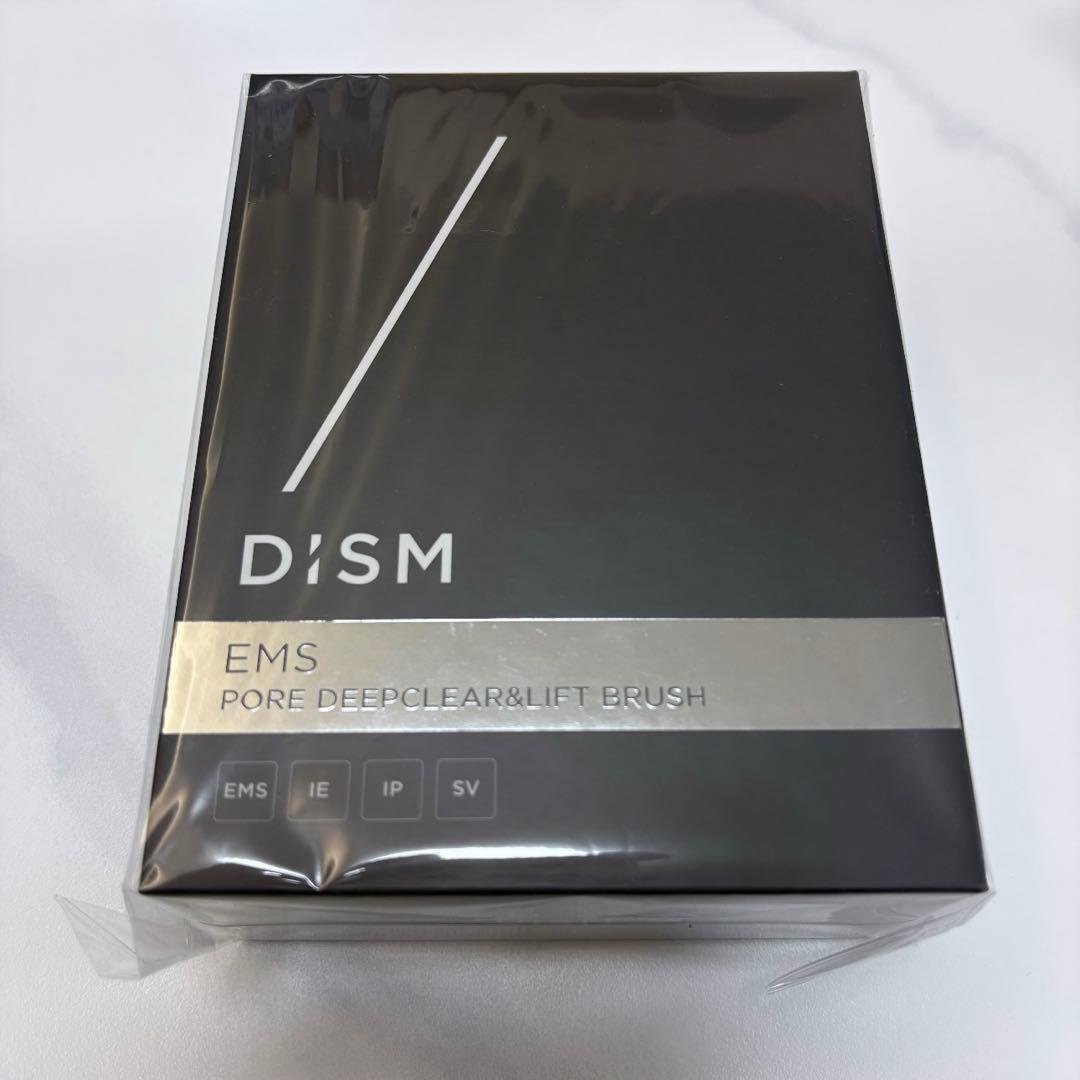 DISM
EMS
PORE DEEPCLEAR&LIFT BRUSH
EMS IE IP SV